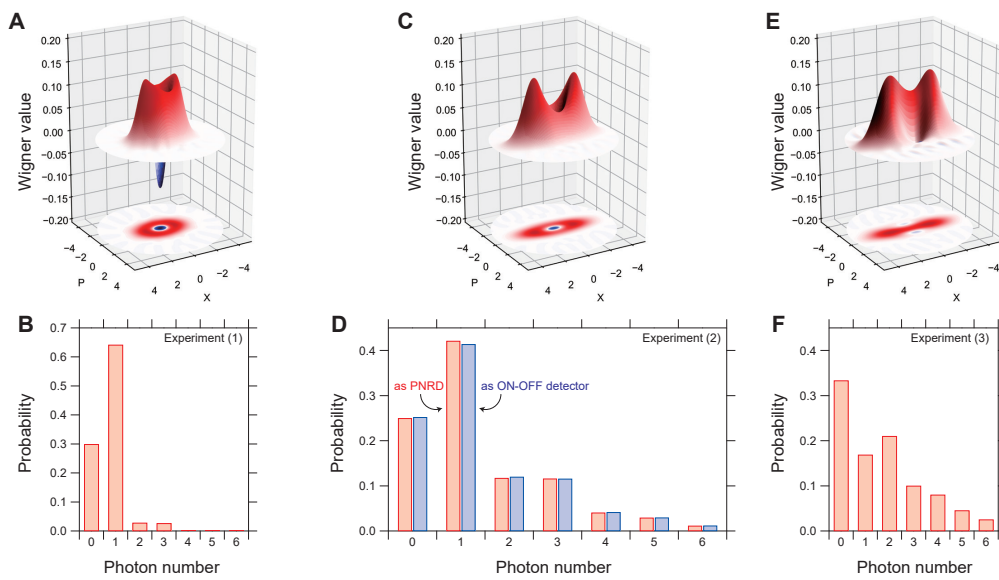 A
Wigner value
0.20
0.15
0.10
0.05
0.00
−0.05
−0.10
−0.15
−0.20
−4
−2
0
2
4
P
4
2
0
−2
−4
X
C
Wigner value
0.20
0.15
0.10
0.05
0.00
−0.05
−0.10
−0.15
−0.20
−4
−2
0
2
4
P
4
2
0
−2
−4
X
E
Wigner value
0.20
0.15
0.10
0.05
0.00
−0.05
−0.10
−0.15
−0.20
−4
−2
0
2
4
P
4
2
0
−2
−4
X
B
Experiment (1)
Probability
0.7
0.6
0.5
0.4
0.3
0.2
0.1
0.0
0 1 2 3 4 5 6
Photon number
D
Experiment (2)
as PNRD
as ON-OFF detector
Probability
0.4
0.3
0.2
0.1
0.0
0 1 2 3 4 5 6
Photon number
F
Experiment (3)
Probability
0.4
0.3
0.2
0.1
0.0
0 1 2 3 4 5 6
Photon number